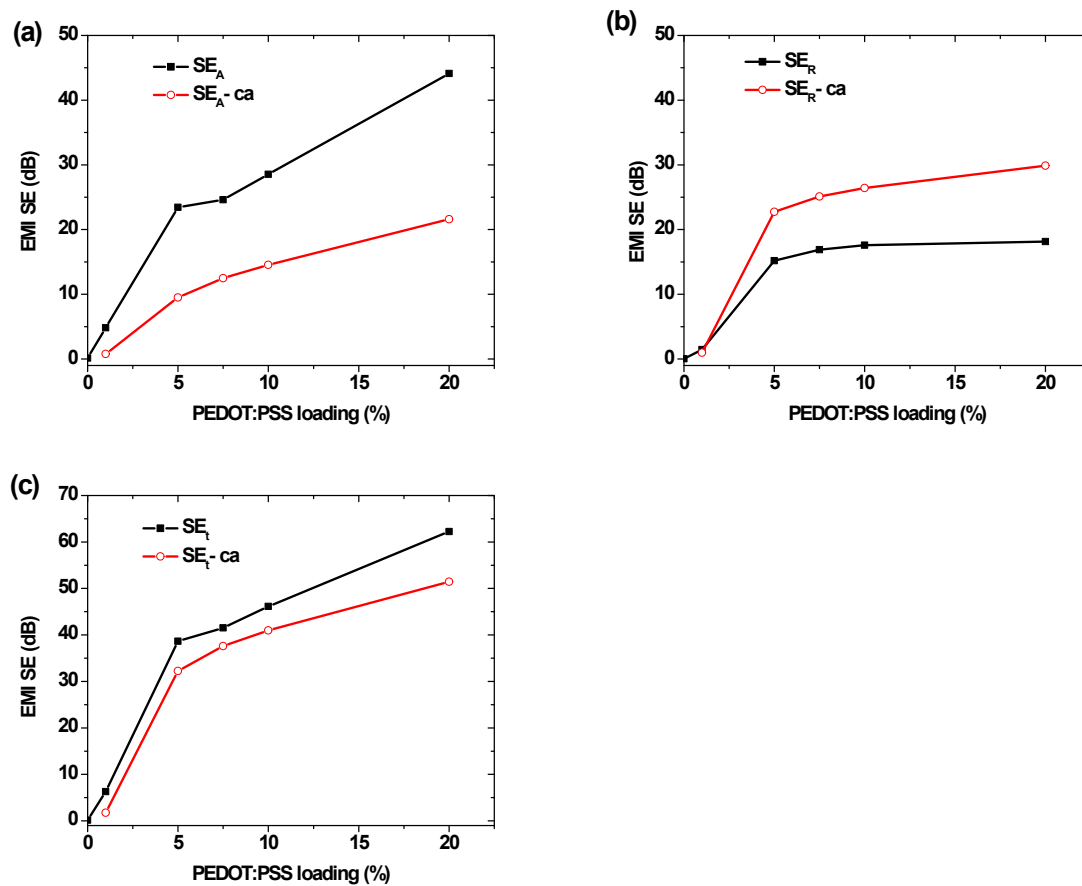 (a)
50
40
30
20
10
0
EMI SE (dB)
SE_A
SE_A- ca
0 5 10 15 20
PEDOT:PSS loading (%)
(b)
50
40
30
20
10
0
EMI SE (dB)
SE_R
SE_R- ca
0 5 10 15 20
PEDOT:PSS loading (%)
(c)
70
60
50
40
30
20
10
0
EMI SE (dB)
SE_t
SE_t- ca
0 5 10 15 20
PEDOT:PSS loading (%)